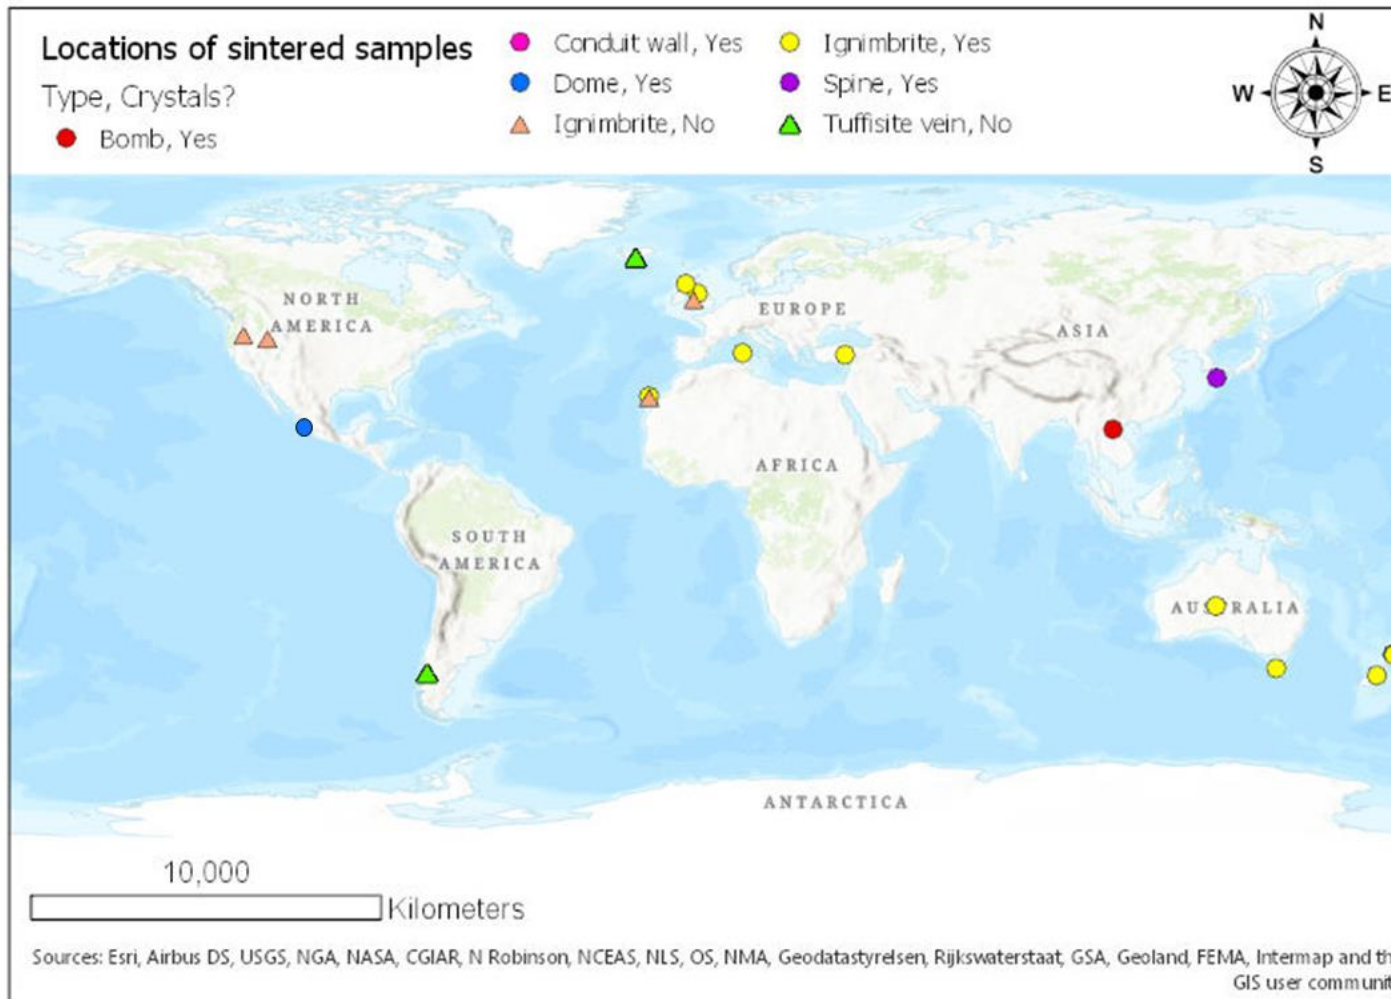 Locations of sintered samples
Type, Crystals?
Bomb, Yes
Conduit wall, Yes
Dome, Yes
Ignimbrite, No
Ignimbrite, Yes
Spine, Yes
Tuffisite vein, No
N
W E
S
NORTH
AMERICA
EUROPE
ASIA
AFRICA
SOUTH
AMERICA
AUSTRALIA
ANTARCTICA
10,000
Kilometers
Sources: Esri, Airbus DS, USGS, NGA, NASA, CGIAR, N Robinson, NCEAS, NLS, OS, NMA, Geodatastyrelsen, Rijkswaterstaat, GSA, Geoland, FEMA, Intermap and th
GIS user communit